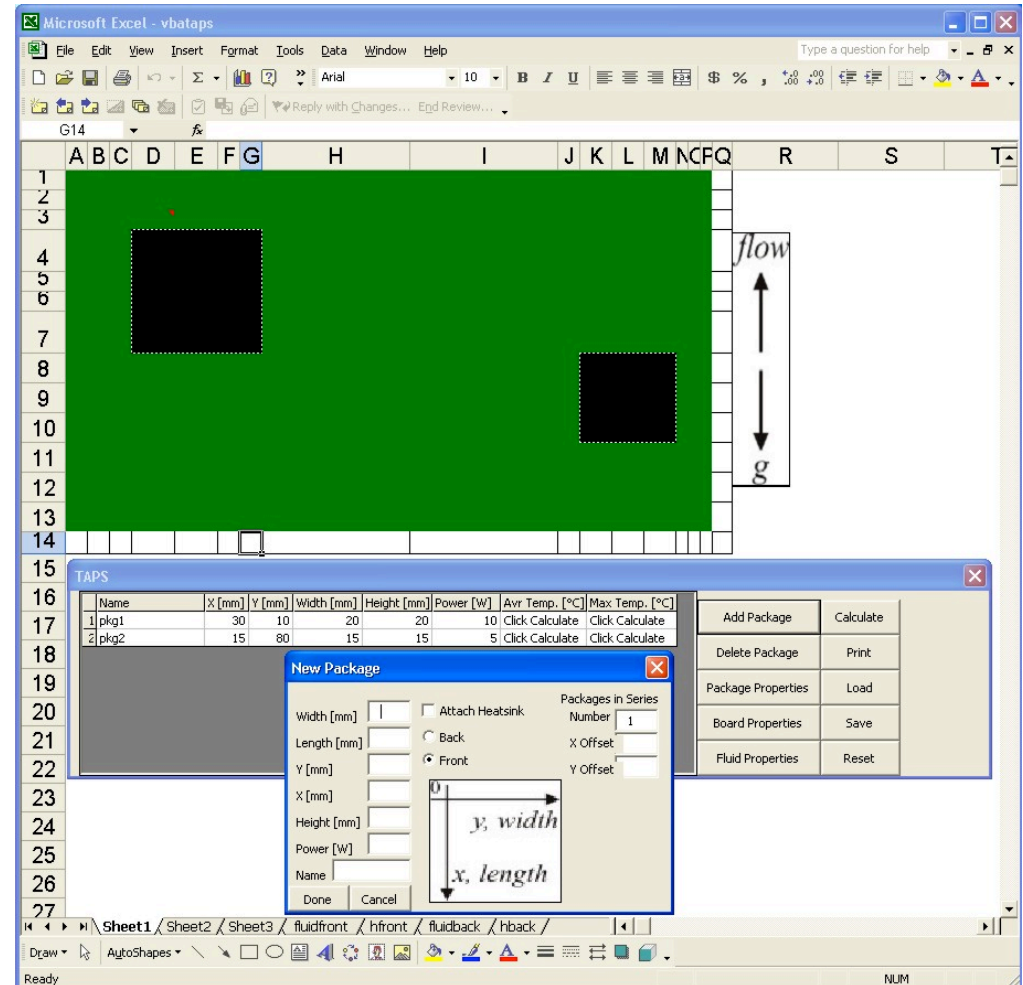 Microsoft Excel - vbataps
File Edit View Insert Format Tools Data Window Help Type a question for help
Σ Arial 10 B I U $ % ,
Reply with Changes... End Review...
G14 fx
A B C D E F G H I J K L M N O P Q R S T
1
2
3
4
5
6
7
8
9
10
11
12
13
14
15
16
17
18
19
20
21
22
23
24
25
26
27
flow
g
TAPS
Name X [mm] Y [mm] Width [mm] Height [mm] Power [W] Avr Temp. [°C] Max Temp. [°C]
1 pkg1 30 10 20 20 10 Click Calculate Click Calculate
2 pkg2 15 80 15 15 5 Click Calculate Click Calculate
Add Package Calculate
Delete Package Print
Package Properties Load
Board Properties Save
Fluid Properties Reset
New Package
Width [mm]
Length [mm]
Y [mm]
X [mm]
Height [mm]
Power [W]
Name
Done Cancel
Attach Heatsink
Back
Front
Packages in Series
Number 1
X Offset
Y Offset
0
y, width
x, length
Sheet1 Sheet2 Sheet3 fluidfront hfront fluidback hback
Draw AutoShapes
Ready NUM